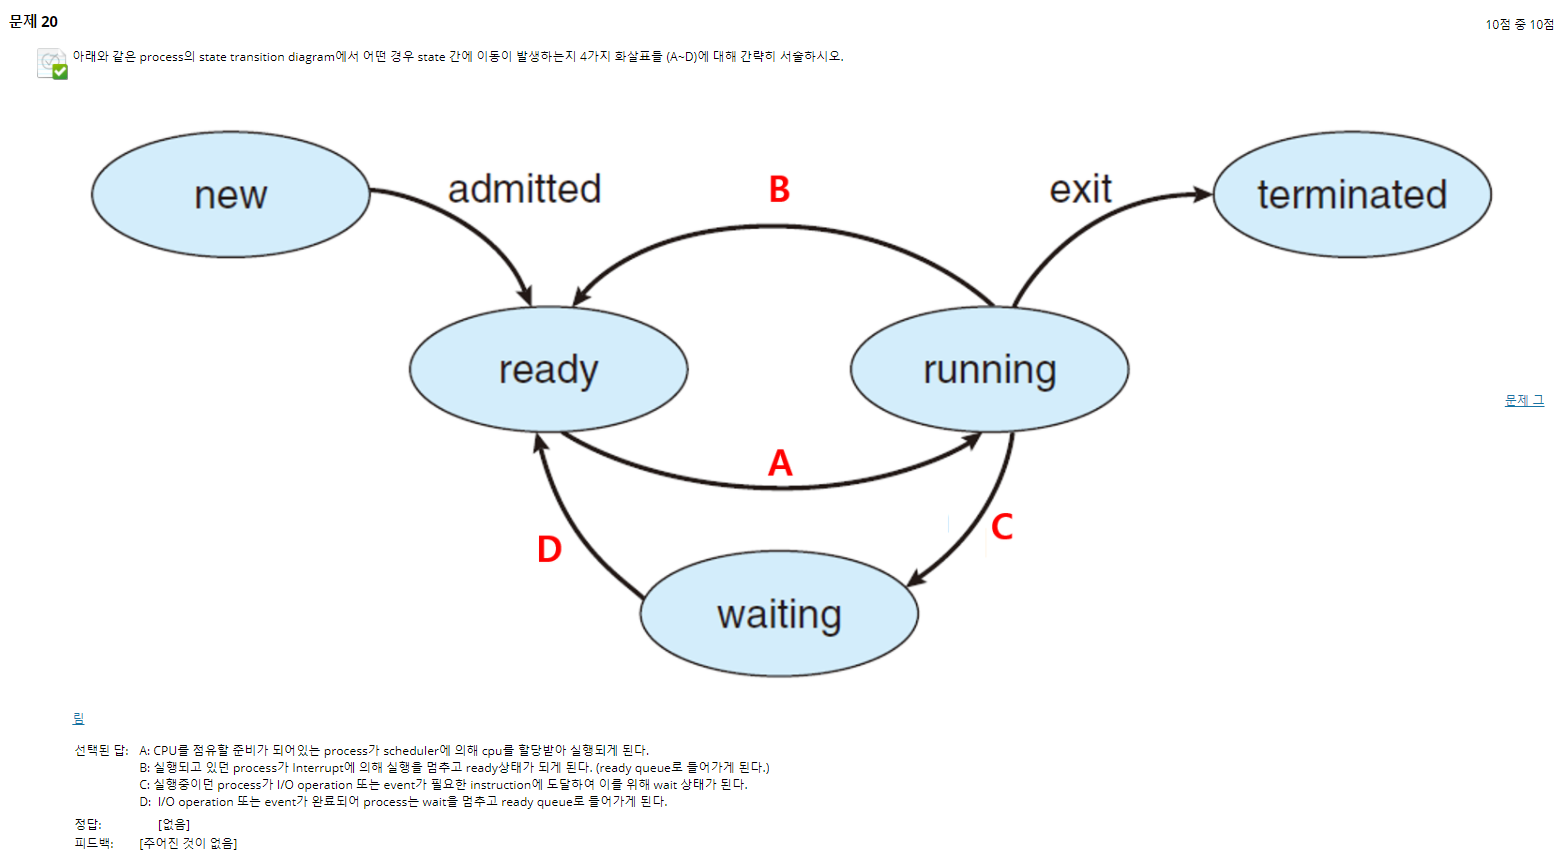 문제 20
10점 중 10점
아래와 같은 process의 state transition diagram에서 어떤 경우 state 간에 이동이 발생하는지 4가지 화살표들 (A~D)에 대해 간략히 서술하시오.
new
admitted
B
exit
terminated
ready
running
문제 그
A
D
C
waiting
림
선택된 답: A: CPU를 점유할 준비가 되어있는 process가 scheduler에 의해 cpu를 할당받아 실행되게 된다.
B: 실행되고 있던 process가 Interrupt에 의해 실행을 멈추고 ready상태가 되게 된다. (ready queue로 들어가게 된다.)
C: 실행중이던 process가 I/O operation 또는 event가 필요한 instruction에 도달하여 이를 위해 wait 상태가 된다.
D: I/O operation 또는 event가 완료되어 process는 wait을 멈추고 ready queue로 들어가게 된다.
정답: [없음]
피드백: [주어진 것이 없음]